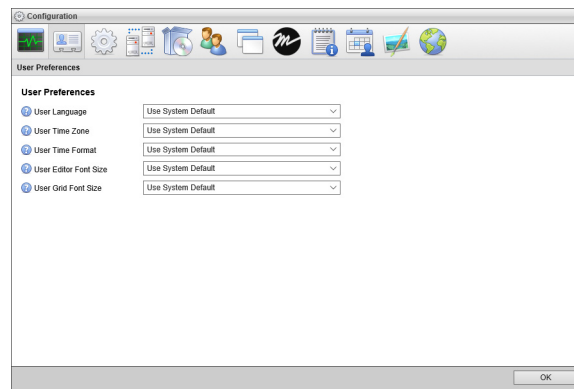 Configuration
User Preferences
User Preferences
User Language Use System Default
User Time Zone Use System Default
User Time Format Use System Default
User Editor Font Size Use System Default
User Grid Font Size Use System Default
OK